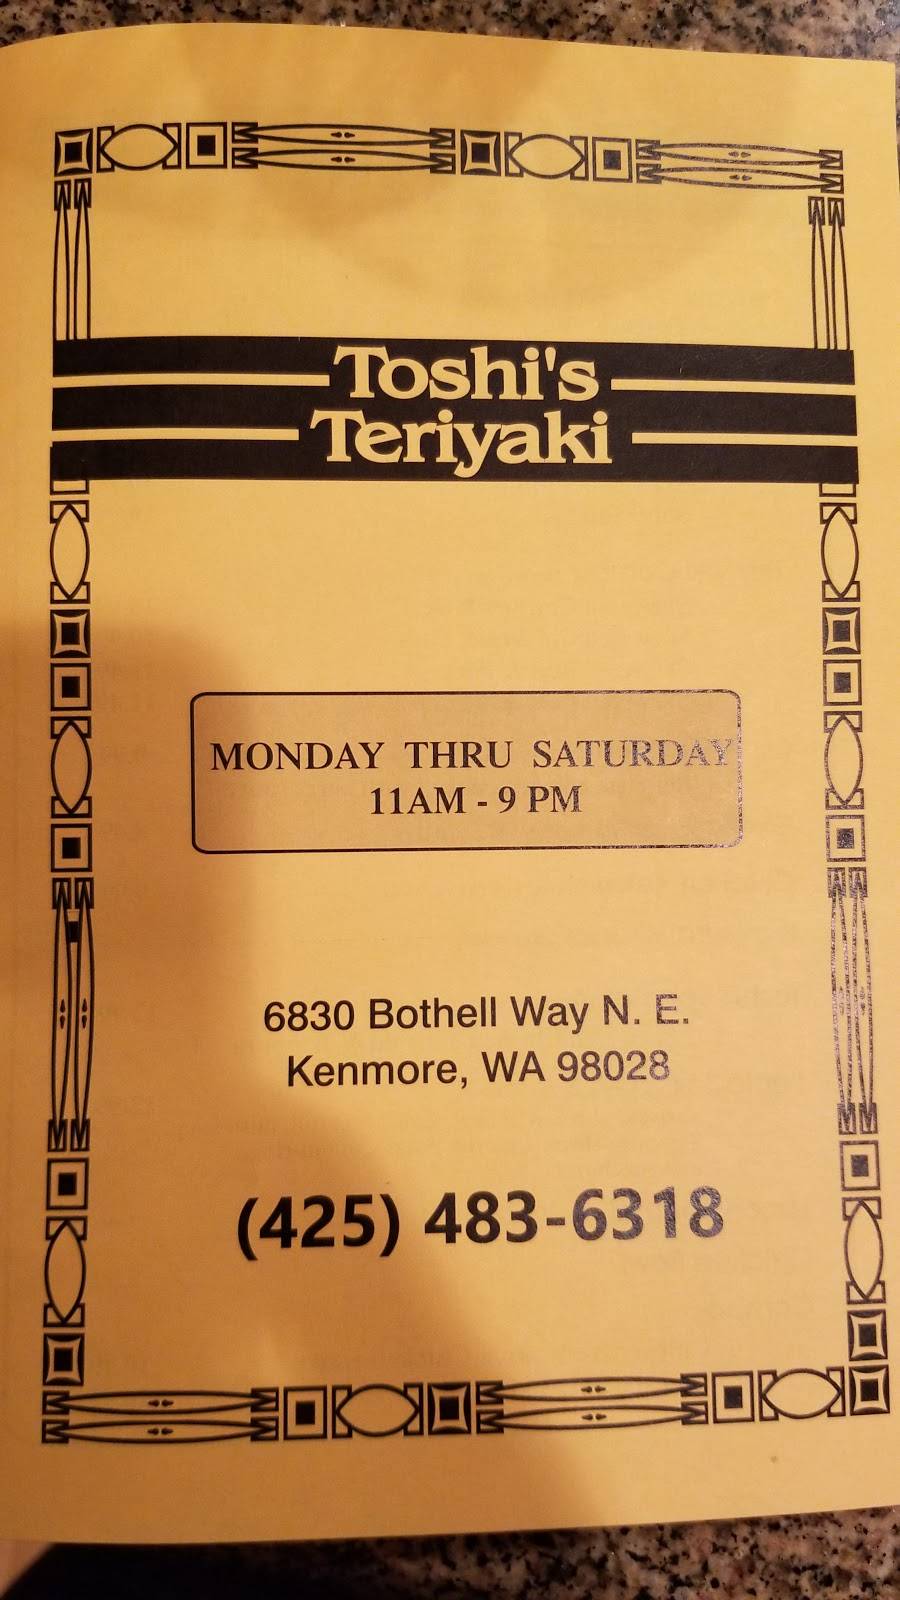 Toshi's
Teriyaki
MONDAY THRU SATURDAY
11AM - 9 PM
6830 Bothell Way N. E.
Kenmore, WA 98028
(425) 483-6318